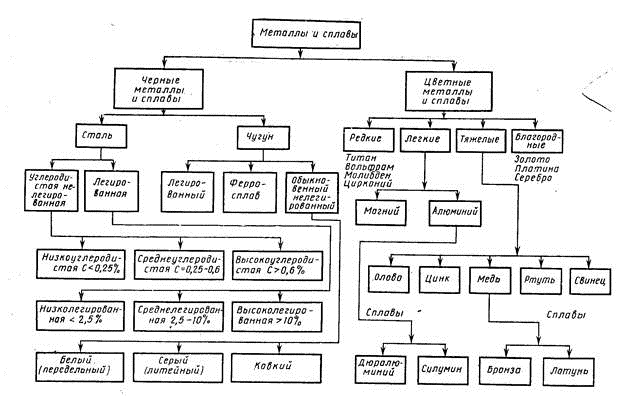 Металлы и сплавы
Черные
металлы
и сплавы
Цветные
металлы
и сплавы
Сталь
Чугун
Редкие
Легкие
Тяжелые
Благород-
ные
Титан
Вольфрам
Молибден
Цирконий
Золото
Платина
Серебро
Углероди-
стая не-
легиро-
ванная
Легиро-
ванная
Легиро-
ванный
Ферро-
сплав
Обыкно-
венный
нелеги-
рованный
Магний
Алюминий
Низкоуглероди-
стая С<0,25%
Среднеуглероди-
стая С=0,25-0,6
Высокоуглероди-
стая С>0,6%
Олово
Цинк
Медь
Ртуть
Свинец
Низколегирован-
ная < 2,5%
Среднелегирован-
ная 2,5-10%
Высоколегиро-
ванная >10%
Сплавы
Сплавы
Белый
(передельный)
Серый
(литейный)
Ковкий
Дюралю-
миний
Силумин
Бронза
Латунь